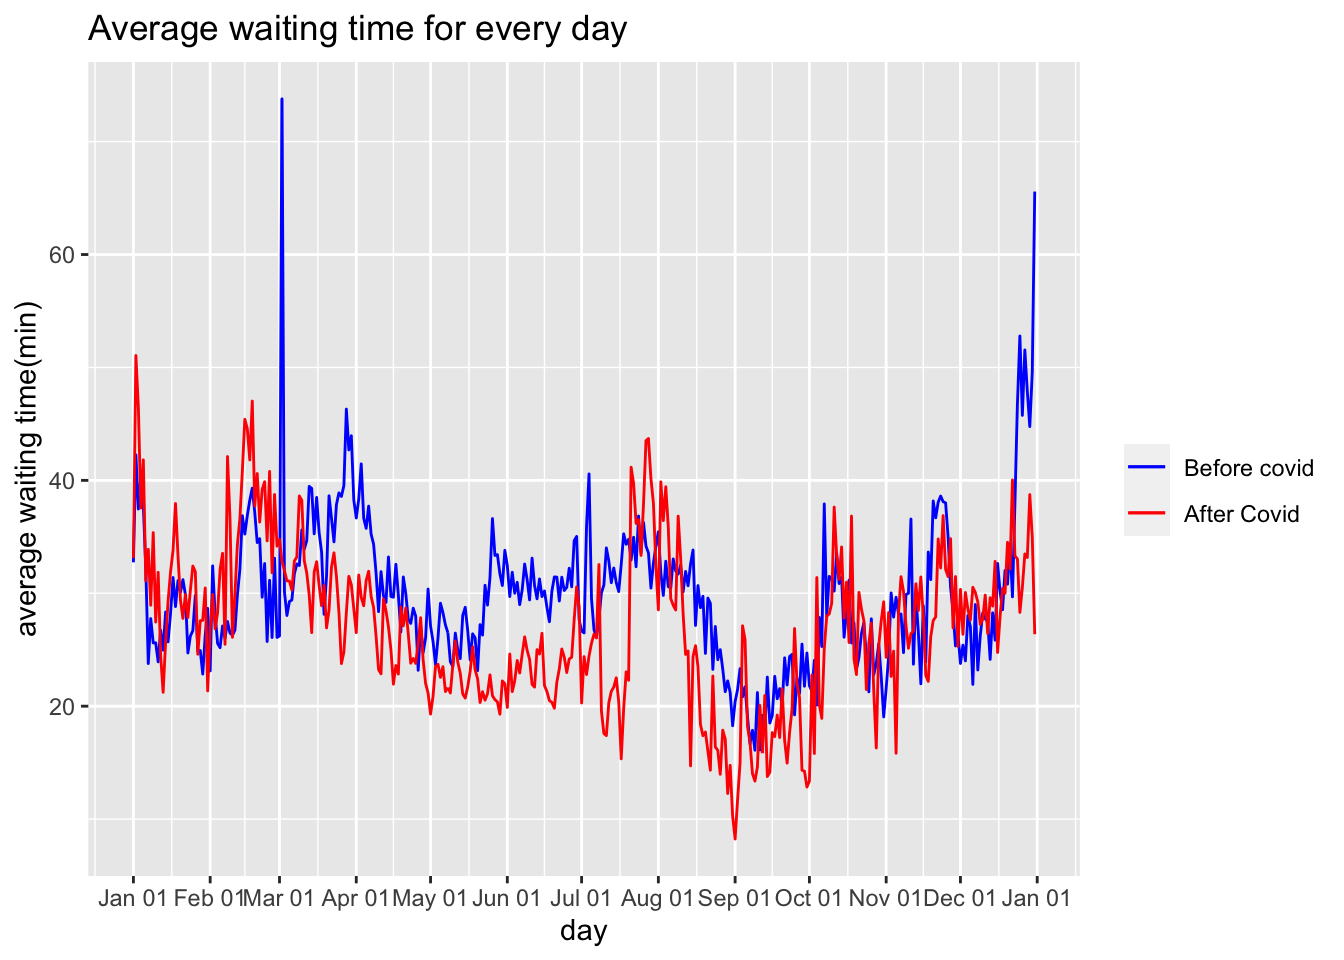 Average waiting time for every day
average waiting time(min)
60
40
20
Jan 01 Feb 01 Mar 01 Apr 01 May 01 Jun 01 Jul 01 Aug 01 Sep 01 Oct 01 Nov 01 Dec 01 Jan 01
day
Before covid
After Covid